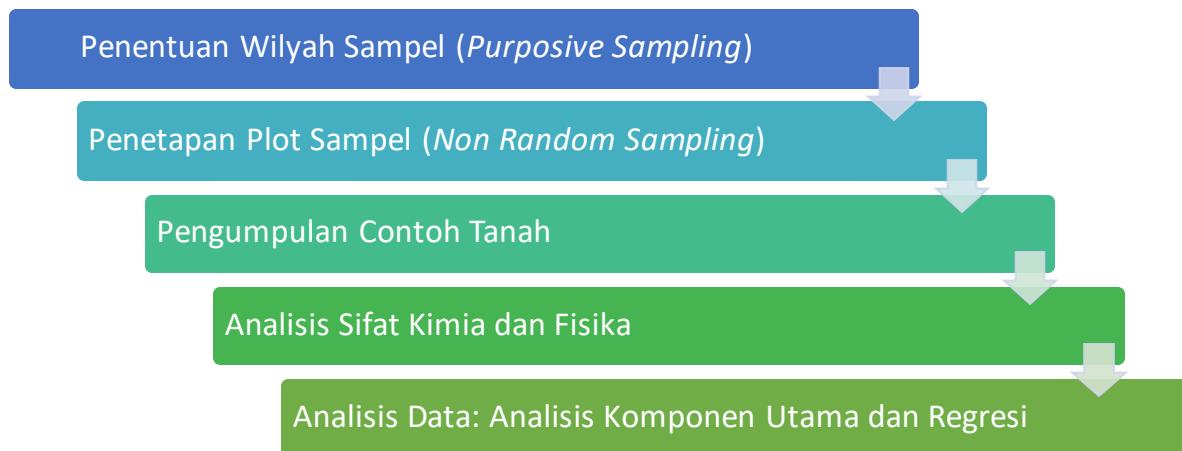 Penentuan Wilyah Sampel (Purposive Sampling)
Penetapan Plot Sampel (Non Random Sampling)
Pengumpulan Contoh Tanah
Analisis Sifat Kimia dan Fisika
Analisis Data: Analisis Komponen Utama dan Regresi